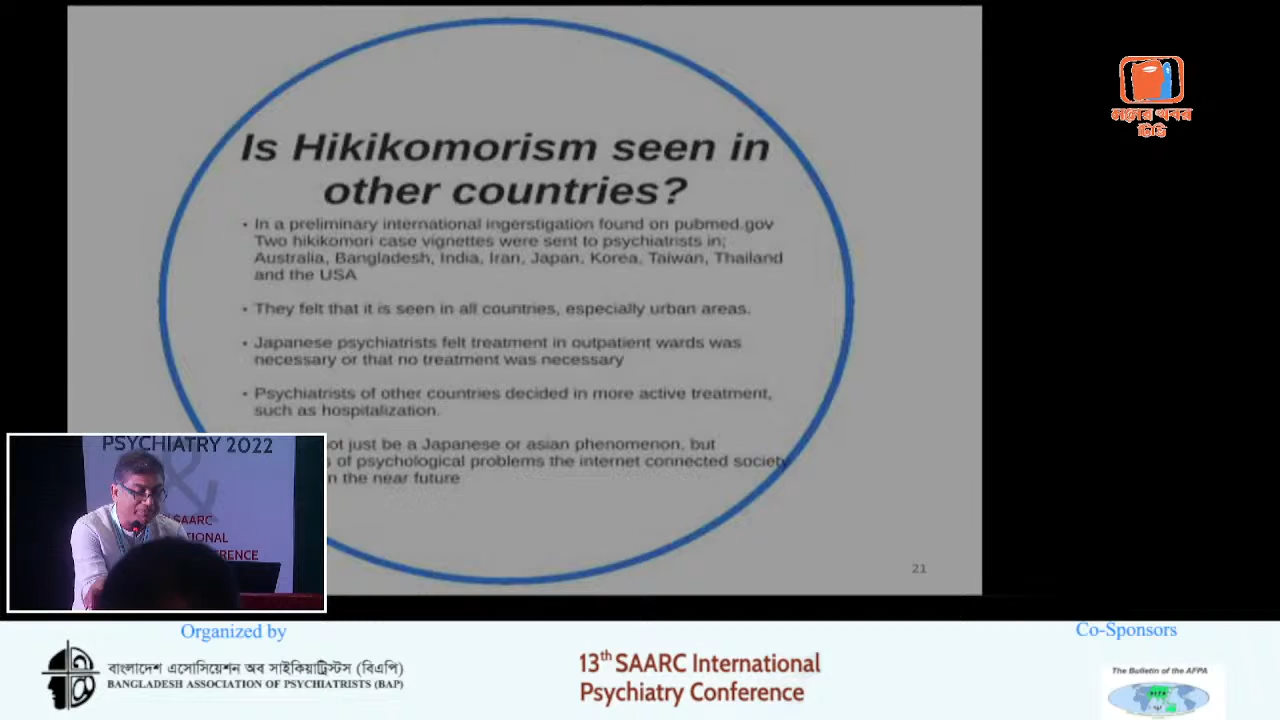 Is Hikikomorism seen in
other countries?
• In a preliminary international ingerstigation found on pubmed.gov
Two hikikomori case vignettes were sent to psychiatrists in;
Australia, Bangladesh, India, Iran, Japan, Korea, Taiwan, Thailand
and the USA
• They felt that it is seen in all countries, especially urban areas.
• Japanese psychiatrists felt treatment in outpatient wards was
necessary or that no treatment was necessary
• Psychiatrists of other countries decided in more active treatment,
such as hospitalization.
just be a Japanese or asian phenomenon, but
of psychological problems the internet connected society
the near future
21
মনের খবর
টিভি
PSYCHIATRY 2022
SAARC
Organized by
বাংলাদেশ এসোসিয়েশন অব সাইকিয়াট্রিস্টস (বিএপি)
BANGLADESH ASSOCIATION OF PSYCHIATRISTS (BAP)
13th SAARC International
Psychiatry Conference
Co-Sponsors
The Bulletin of the AFPA